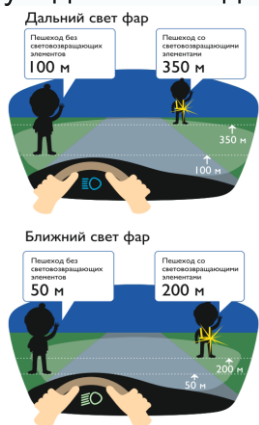 Дальний свет фар
Пешеход без
световозвращающих
элементов
100 м
Пешеход со
световозвращающими
элементами
350 м
350 м
100 м
Ближний свет фар
Пешеход без
световозвращающих
элементов
50 м
Пешеход со
световозвращающими
элементами
200 м
200 м
50 м